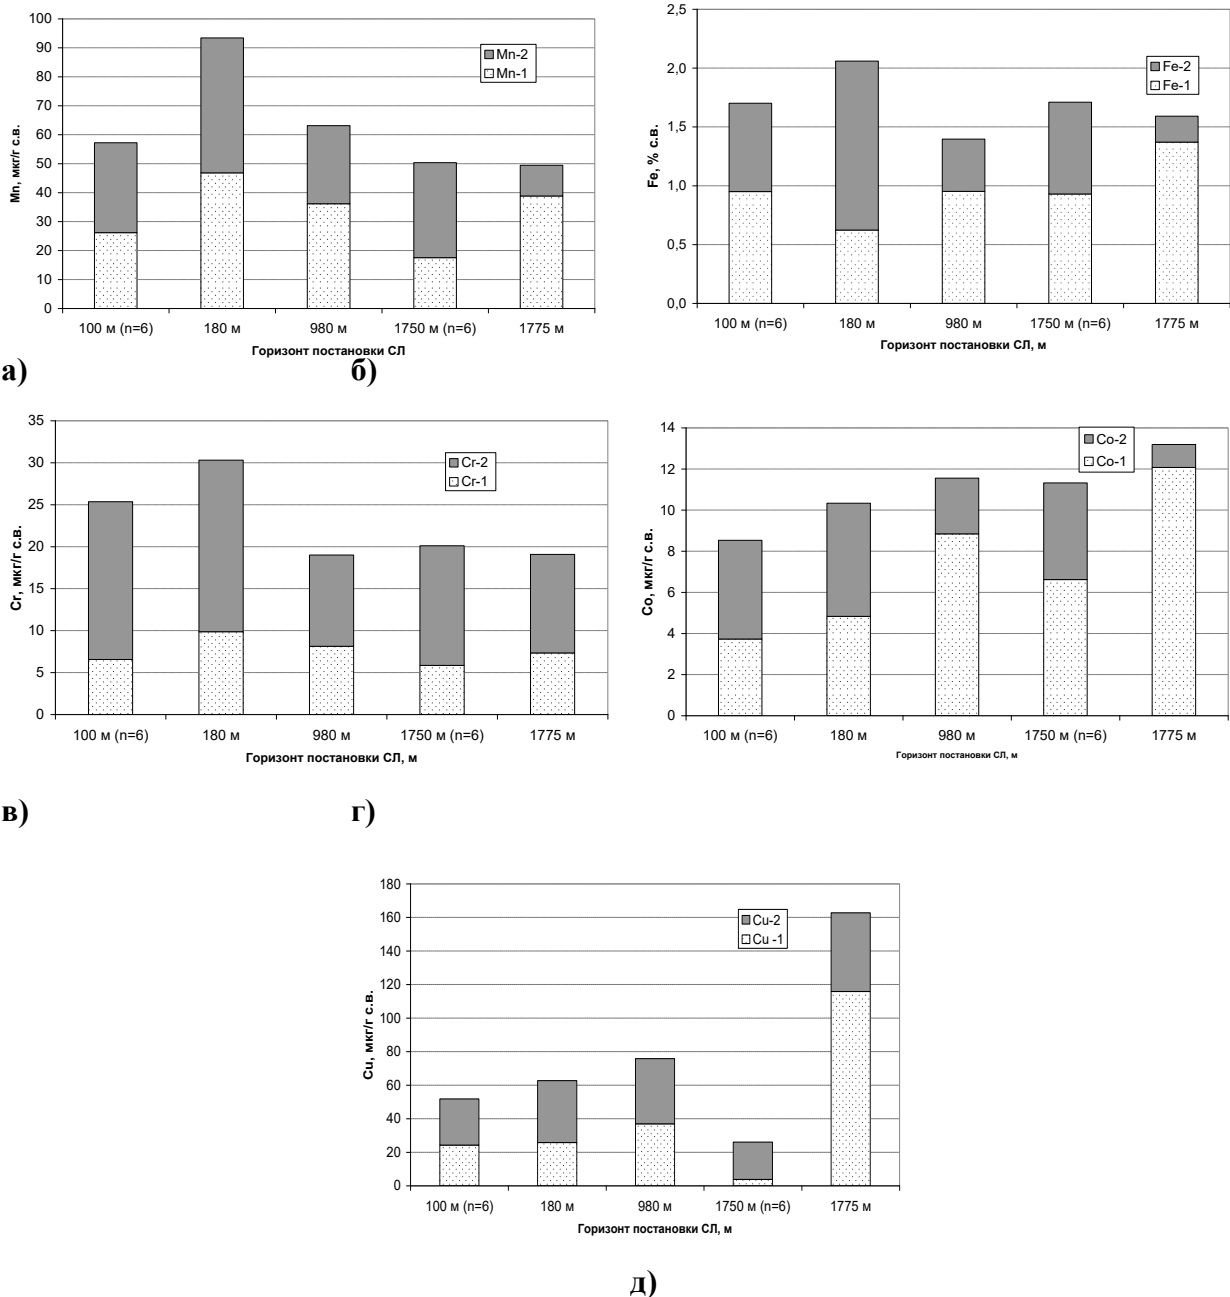 100
90
80
70
60
50
40
30
20
10
0
Mn, мкг/г с.в.
Mn-2
Mn-1
100 м (n=6) 180 м 980 м 1750 м (n=6) 1775 м
Горизонт постановки СЛ
а)
2,5
2,0
1,5
1,0
0,5
0,0
Fe, % с.в.
Fe-2
Fe-1
100 м (n=6) 180 м 980 м 1750 м (n=6) 1775 м
Горизонт постановки СЛ, м
б)
35
30
25
20
15
10
5
0
Cr, мкг/г с.в.
Cr-2
Cr-1
100 м (n=6) 180 м 980 м 1750 м (n=6) 1775 м
Горизонт постановки СЛ, м
в)
14
12
10
8
6
4
2
0
Co, мкг/г с.в.
Co-2
Co-1
100 м (n=6) 180 м 980 м 1750 м (n=6) 1775 м
Горизонт постановки СЛ, м
г)
180
160
140
120
100
80
60
40
20
0
Cu, мкг/г с.в.
Cu-2
Cu -1
100 м (n=6) 180 м 980 м 1750 м (n=6) 1775 м
Горизонт постановки СЛ, м
д)